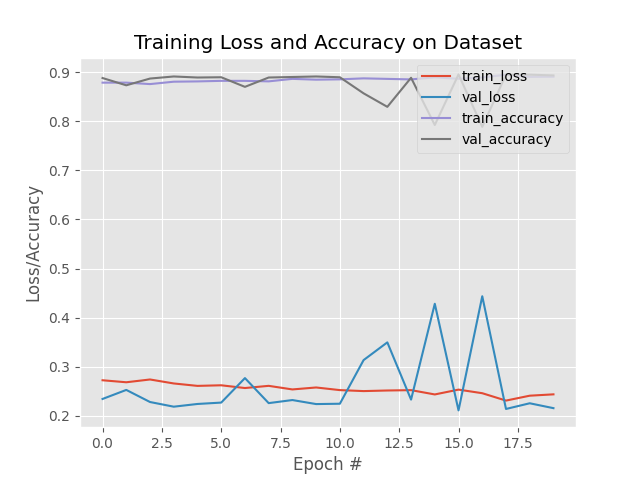 Training Loss and Accuracy on Dataset
train_loss
val_loss
train_accuracy
val_accuracy
Loss/Accuracy
0.9
0.8
0.7
0.6
0.5
0.4
0.3
0.2
0.0 2.5 5.0 7.5 10.0 12.5 15.0 17.5
Epoch #